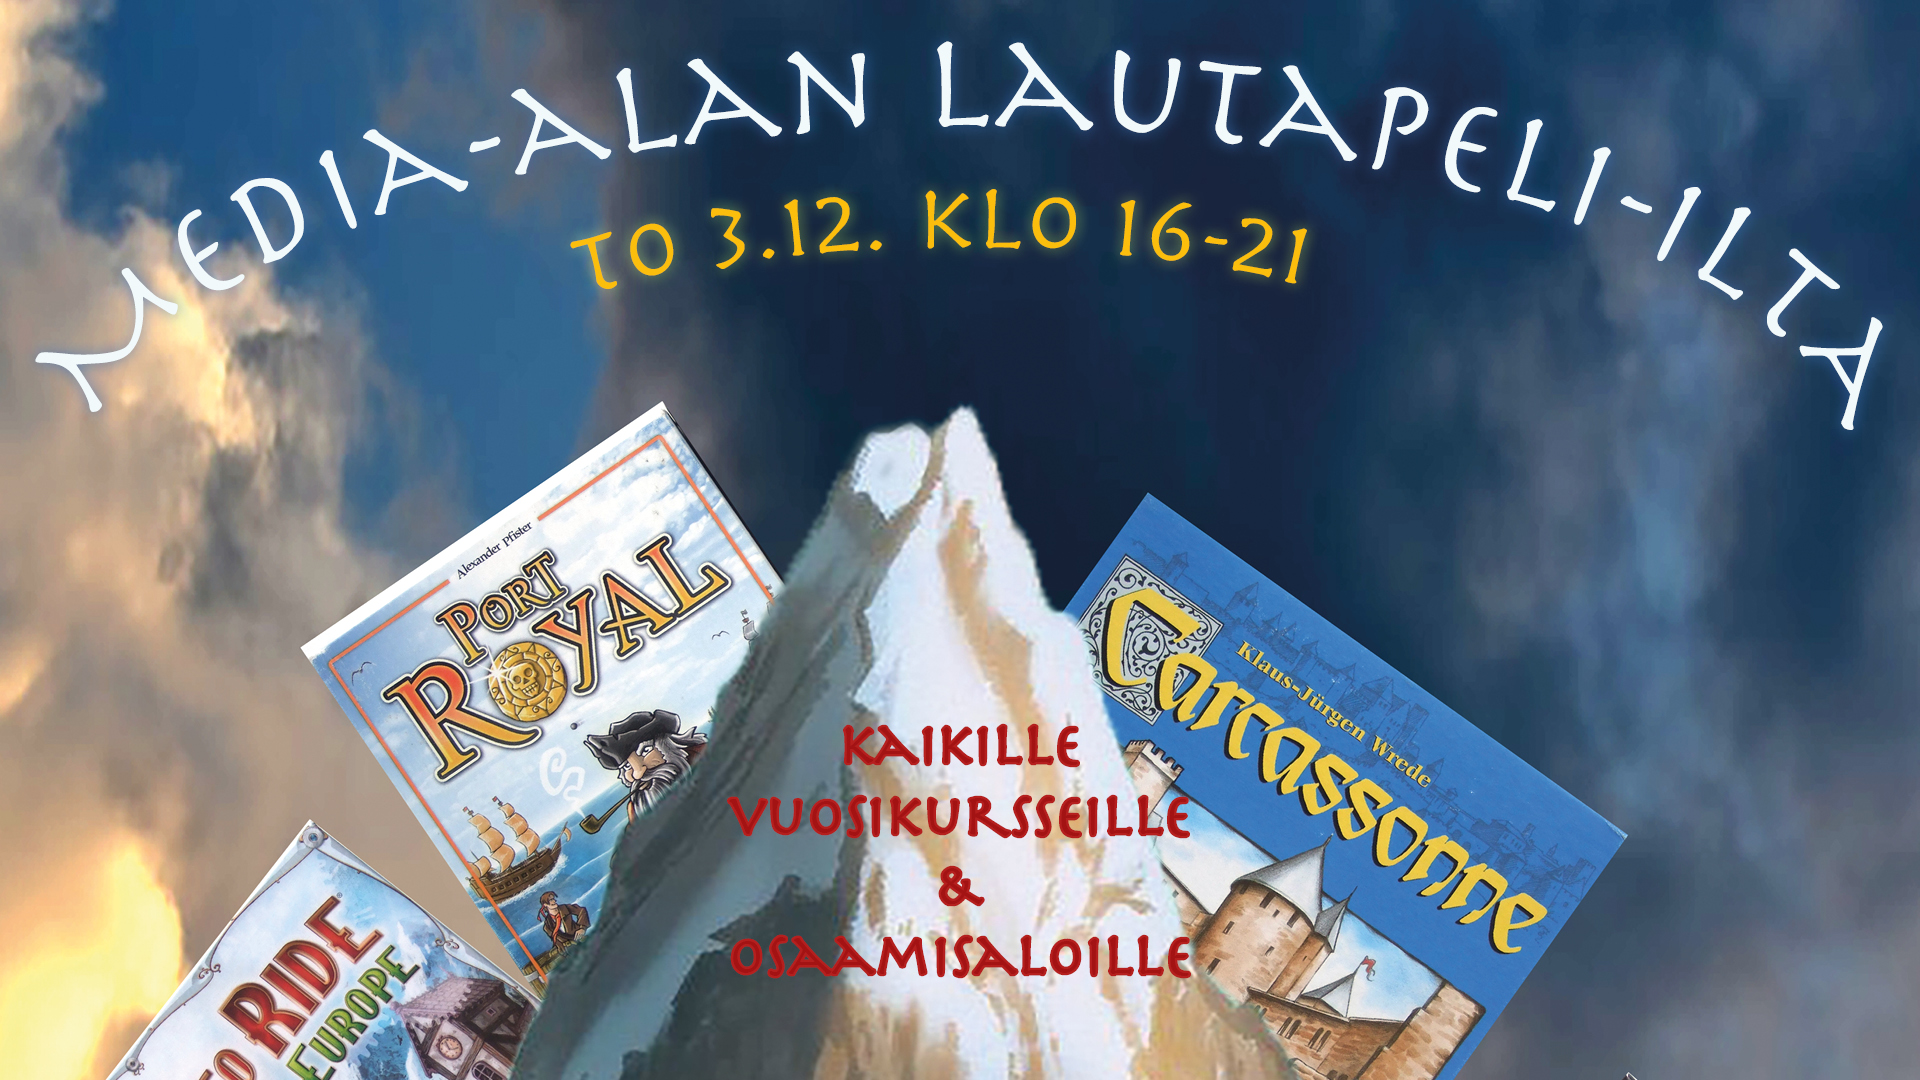 MEDIA-ALAN LAUTAPELI-ILTA
TO 3.12. KLO 16-21
Alexander Pfister
PORT
ROYAL
Klaus-Jürgen Wrede
Carcassonne
KAIKILLE
VUOSIKURSSEILLE
&
OSAAMISALOILLE
TO RIDE
EUROPE